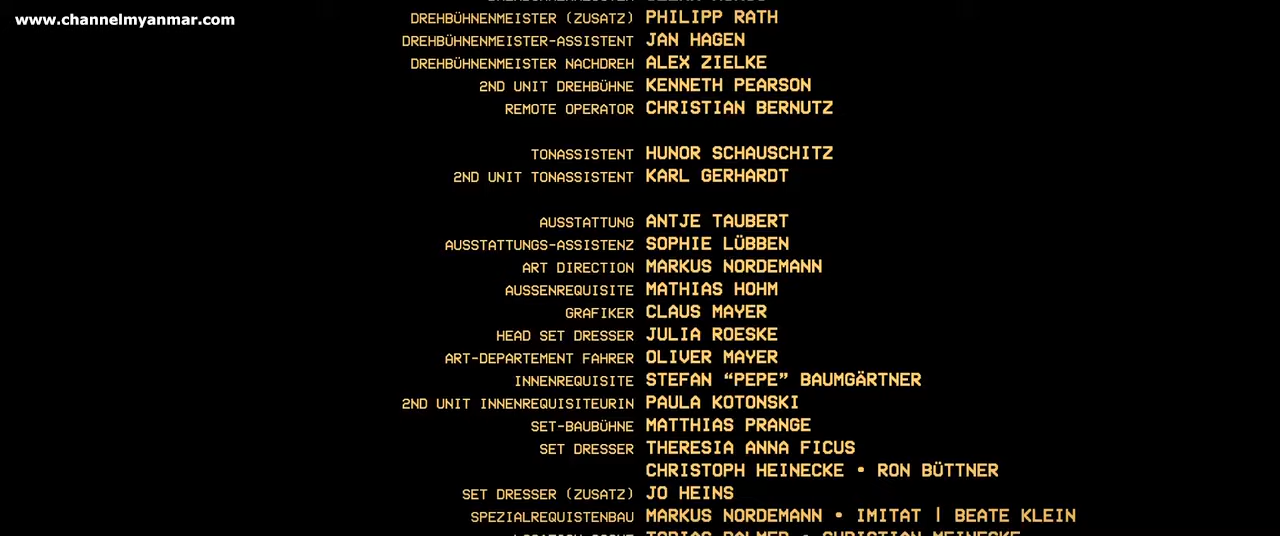 www.channelmyanmar.com
DREHBÜHNENMEISTER (ZUSATZ) PHILIPP RATH
DREHBÜHNENMEISTER-ASSISTENT JAN HAGEN
DREHBÜHNENMEISTER NACHDREH ALEX ZIELKE
2ND UNIT DREHBÜHNE KENNETH PEARSON
REMOTE OPERATOR CHRISTIAN BERNUTZ
TONASSISTENT HUNOR SCHAUSCHITZ
2ND UNIT TONASSISTENT KARL GERHARDT
AUSSTATTUNG ANTJE TAUBERT
AUSSTATTUNGS-ASSISTENZ SOPHIE LÜBBEN
ART DIRECTION MARKUS NORDEMANN
AUSSENREQUISITE MATHIAS HOHM
GRAFIKER CLAUS MAYER
HEAD SET DRESSER JULIA ROESKE
ART-DEPARTEMENT FAHRER OLIVER MAYER
INNENREQUISITE STEFAN “PEPE” BAUMGÄRTNER
2ND UNIT INNENREQUISITEURIN PAULA KOTONSKI
SET-BAUBÜHNE MATTHIAS PRANGE
SET DRESSER THERESIA ANNA FICUS
CHRISTOPH HEINECKE • RON BÜTTNER
SET DRESSER (ZUSATZ) JO HEINS
SPEZIALREQUISTENBAU MARKUS NORDEMANN • IMITAT | BEATE KLEIN